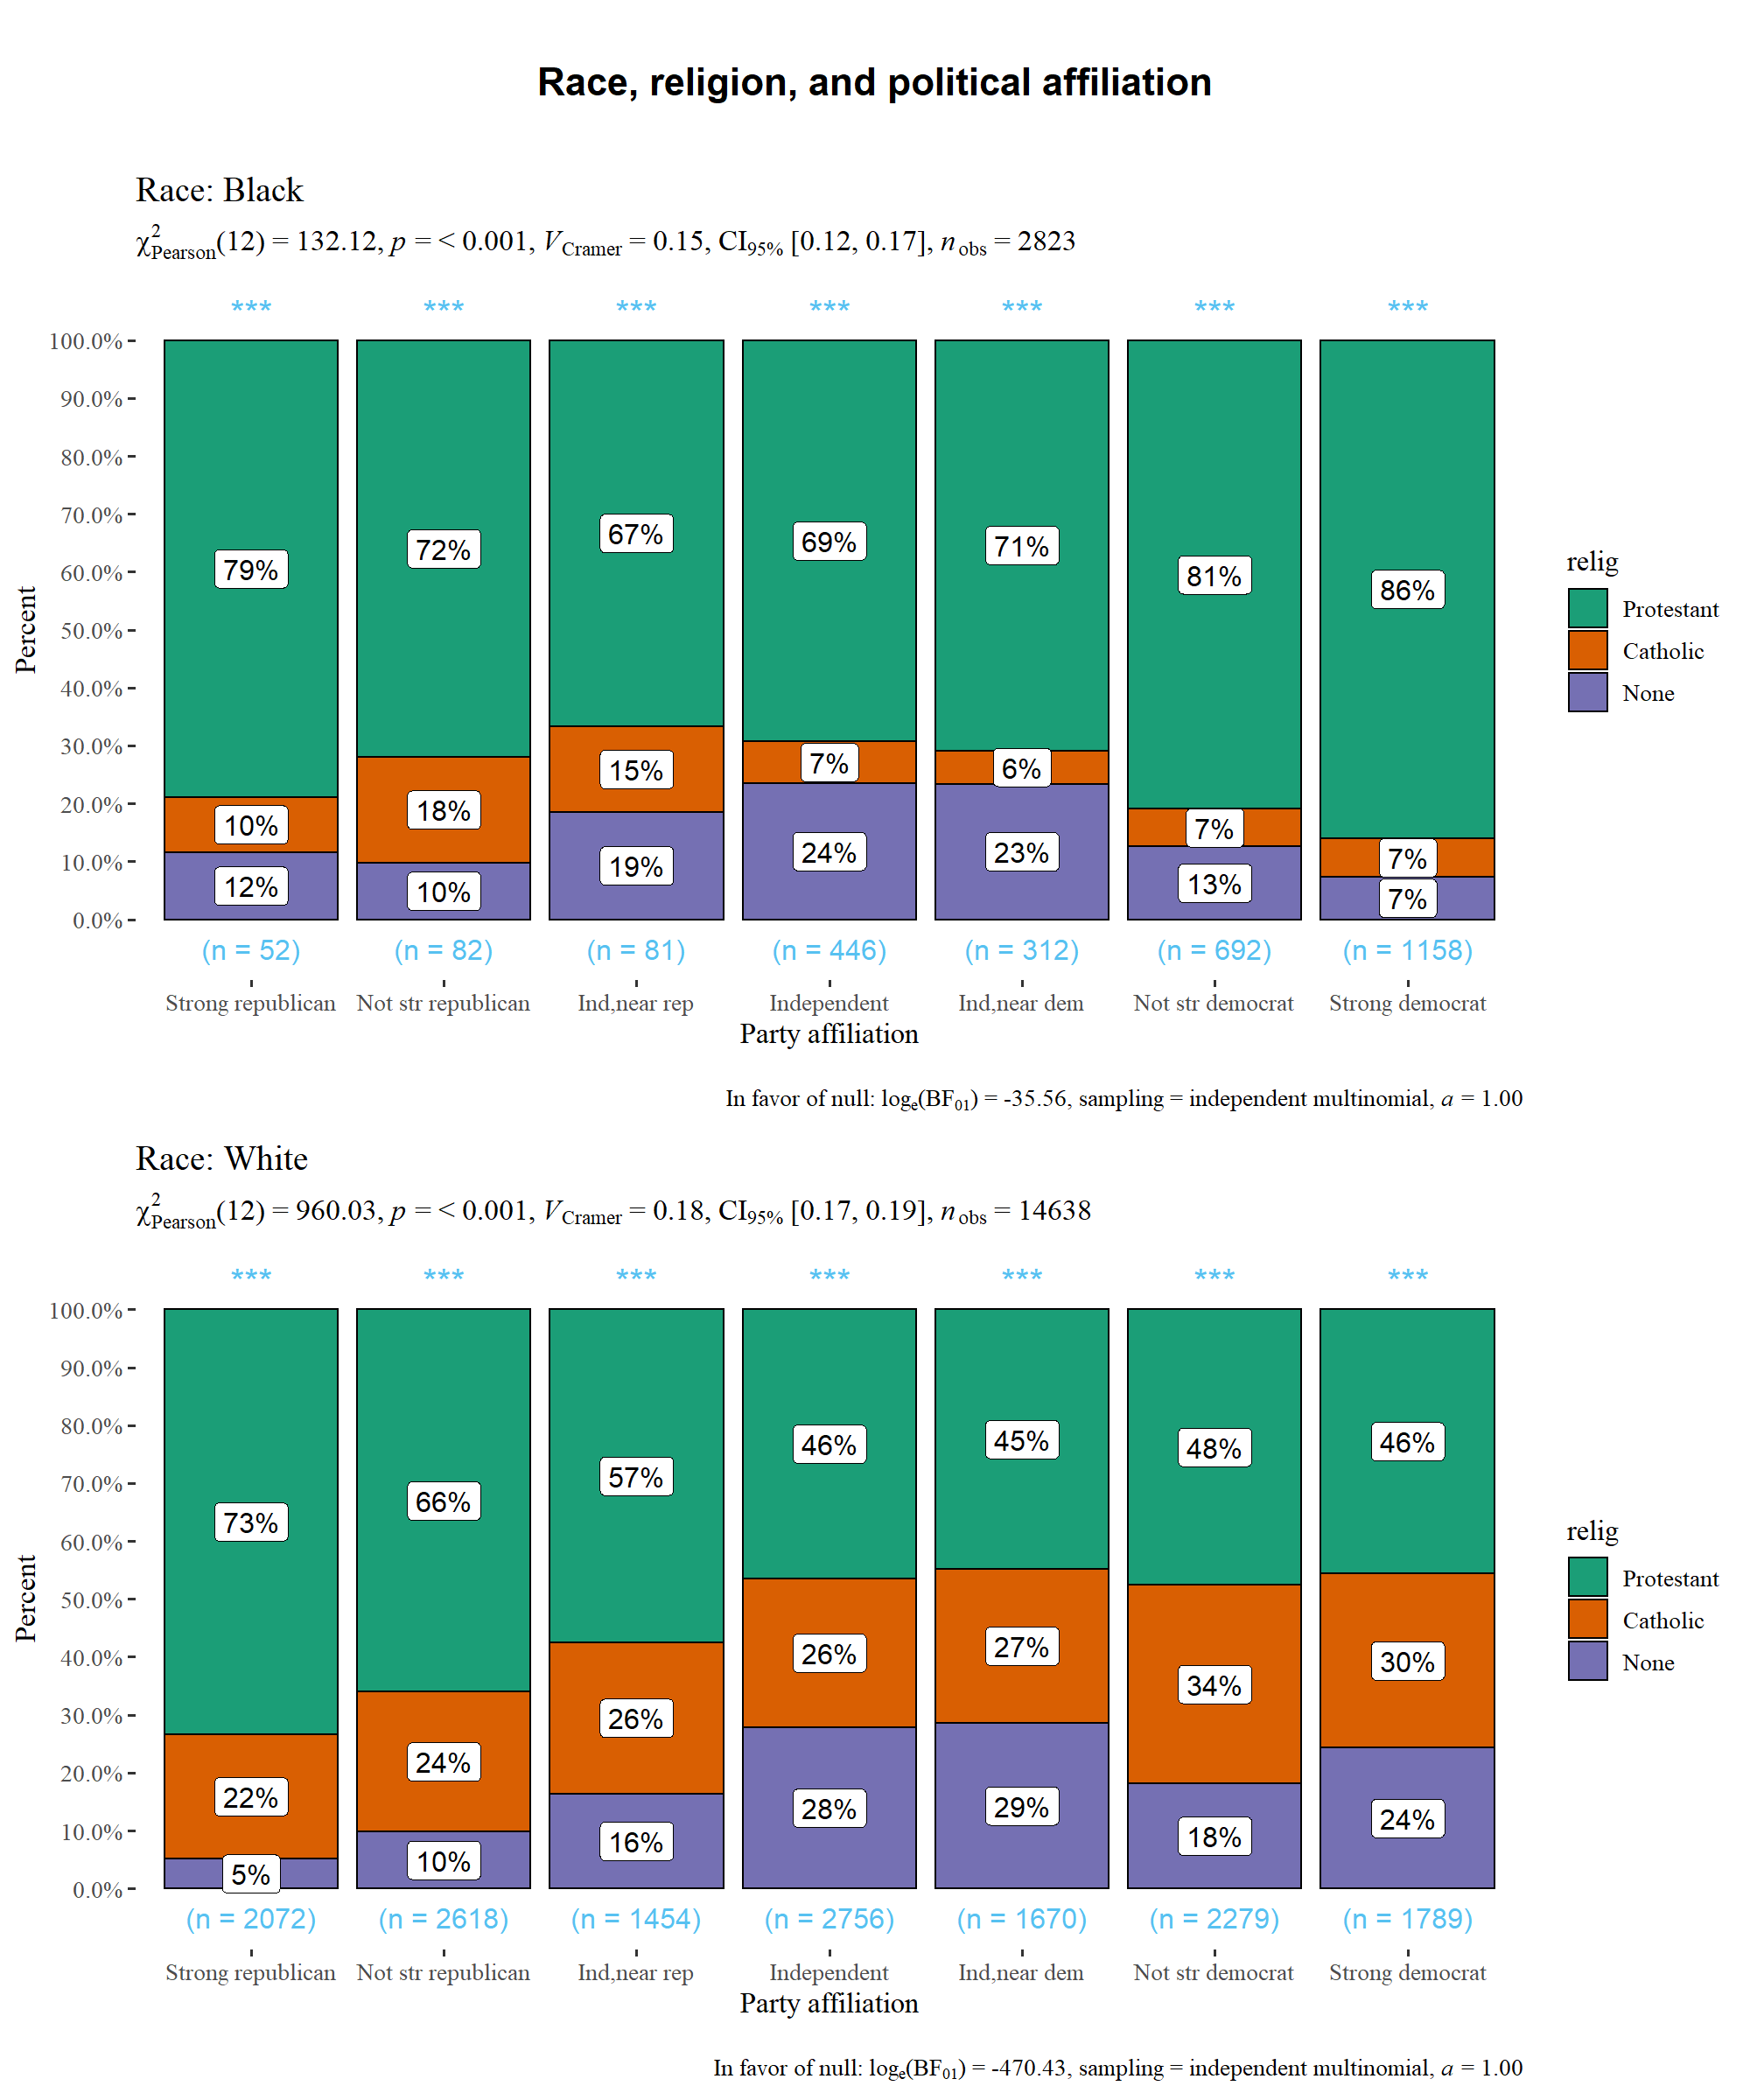 Race, religion, and political affiliation
Race: Black
χ²Pearson(12) = 132.12, p = < 0.001, VCramer = 0.15, CI95% [0.12, 0.17], nobs = 2823
*** *** *** *** *** *** ***
Percent
100.0%
90.0%
80.0%
70.0%
60.0%
50.0%
40.0%
30.0%
20.0%
10.0%
0.0%
79% 72% 67% 69% 71% 81% 86%
10% 18% 15% 7% 6% 7% 7%
12% 10% 19% 24% 23% 13% 7%
(n = 52) (n = 82) (n = 81) (n = 446) (n = 312) (n = 692) (n = 1158)
Strong republican Not str republican Ind,near rep Independent Ind,near dem Not str democrat Strong democrat
Party affiliation
relig
Protestant
Catholic
None
In favor of null: loge(BF01) = -35.56, sampling = independent multinomial, a = 1.00
Race: White
χ²Pearson(12) = 960.03, p = < 0.001, VCramer = 0.18, CI95% [0.17, 0.19], nobs = 14638
*** *** *** *** *** *** ***
Percent
100.0%
90.0%
80.0%
70.0%
60.0%
50.0%
40.0%
30.0%
20.0%
10.0%
0.0%
73% 66% 57% 46% 45% 48% 46%
22% 24% 26% 26% 27% 34% 30%
5% 10% 16% 28% 29% 18% 24%
(n = 2072) (n = 2618) (n = 1454) (n = 2756) (n = 1670) (n = 2279) (n = 1789)
Strong republican Not str republican Ind,near rep Independent Ind,near dem Not str democrat Strong democrat
Party affiliation
relig
Protestant
Catholic
None
In favor of null: loge(BF01) = -470.43, sampling = independent multinomial, a = 1.00